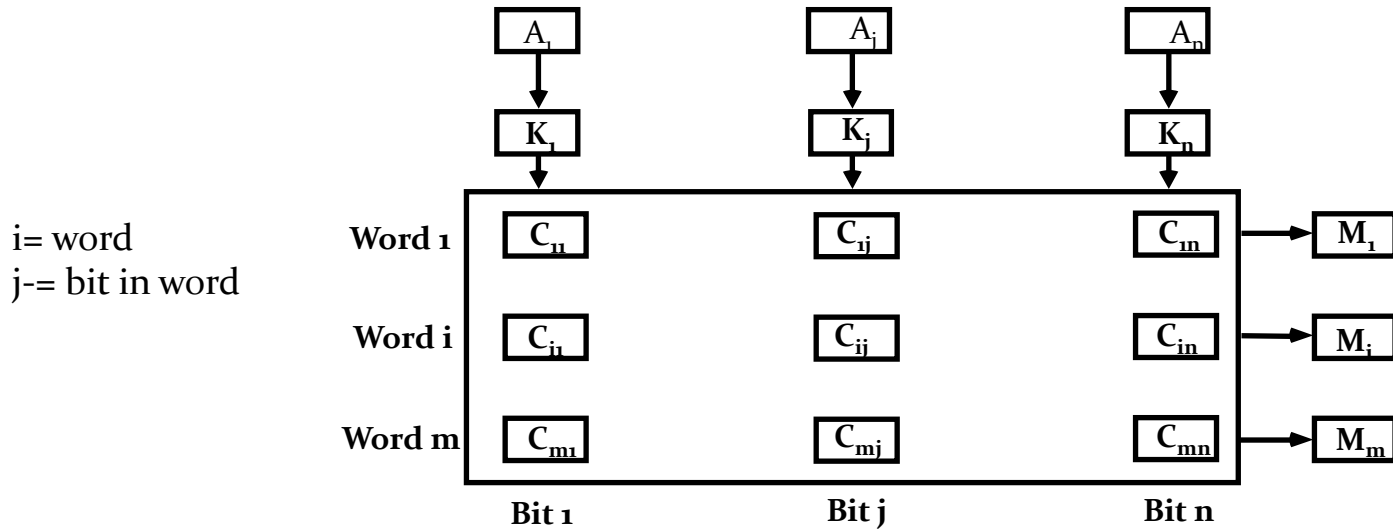 A₁ Aⱼ Aₙ
K₁ Kⱼ Kₙ
i= word
j-= bit in word
Word 1 C₁₁ C₁ⱼ C₁ₙ M₁
Word i Cᵢ₁ Cᵢⱼ Cᵢₙ Mᵢ
Word m Cₘ₁ Cₘⱼ Cₘₙ Mₘ
Bit 1 Bit j Bit n